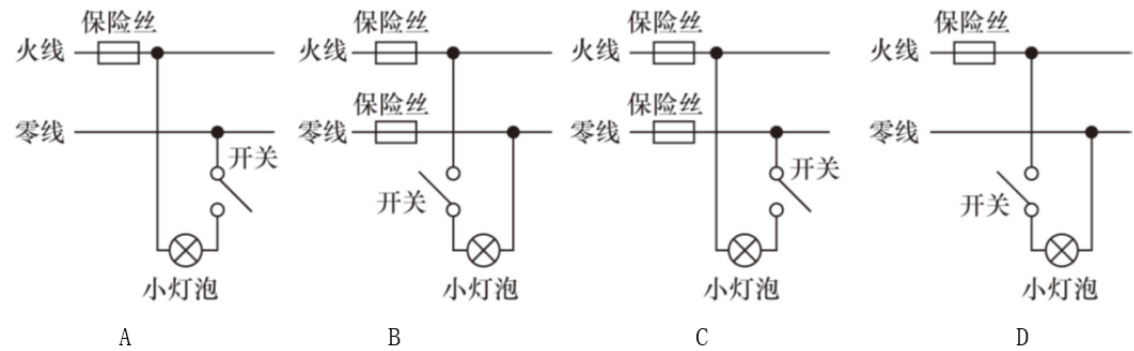 保险丝 保险丝 保险丝 保险丝
火线 火线 火线 火线
保险丝 保险丝
零线 零线 零线 零线
开关 开关 开关 开关
小灯泡 小灯泡 小灯泡 小灯泡
A B C D